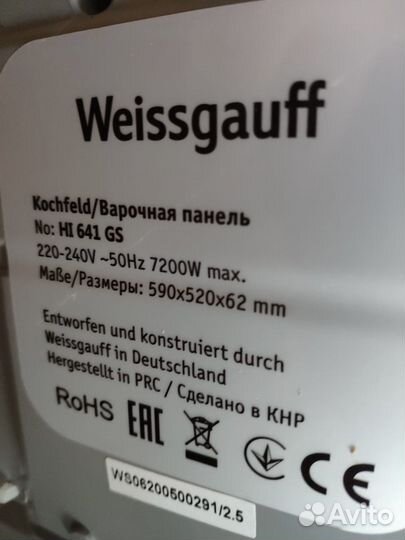 Weissgauff
Kochfeld/Варочная панель
No: HI 641 GS
220-240V ~50Hz 7200W max.
Maße/Размеры: 590x520x62 mm
Entworfen und konstruiert durch
Weissgauff in Deutschland
Hergestellt in PRC / Сделано в КНР
RoHS EAC CE
WS06200500291/2.5
Avito